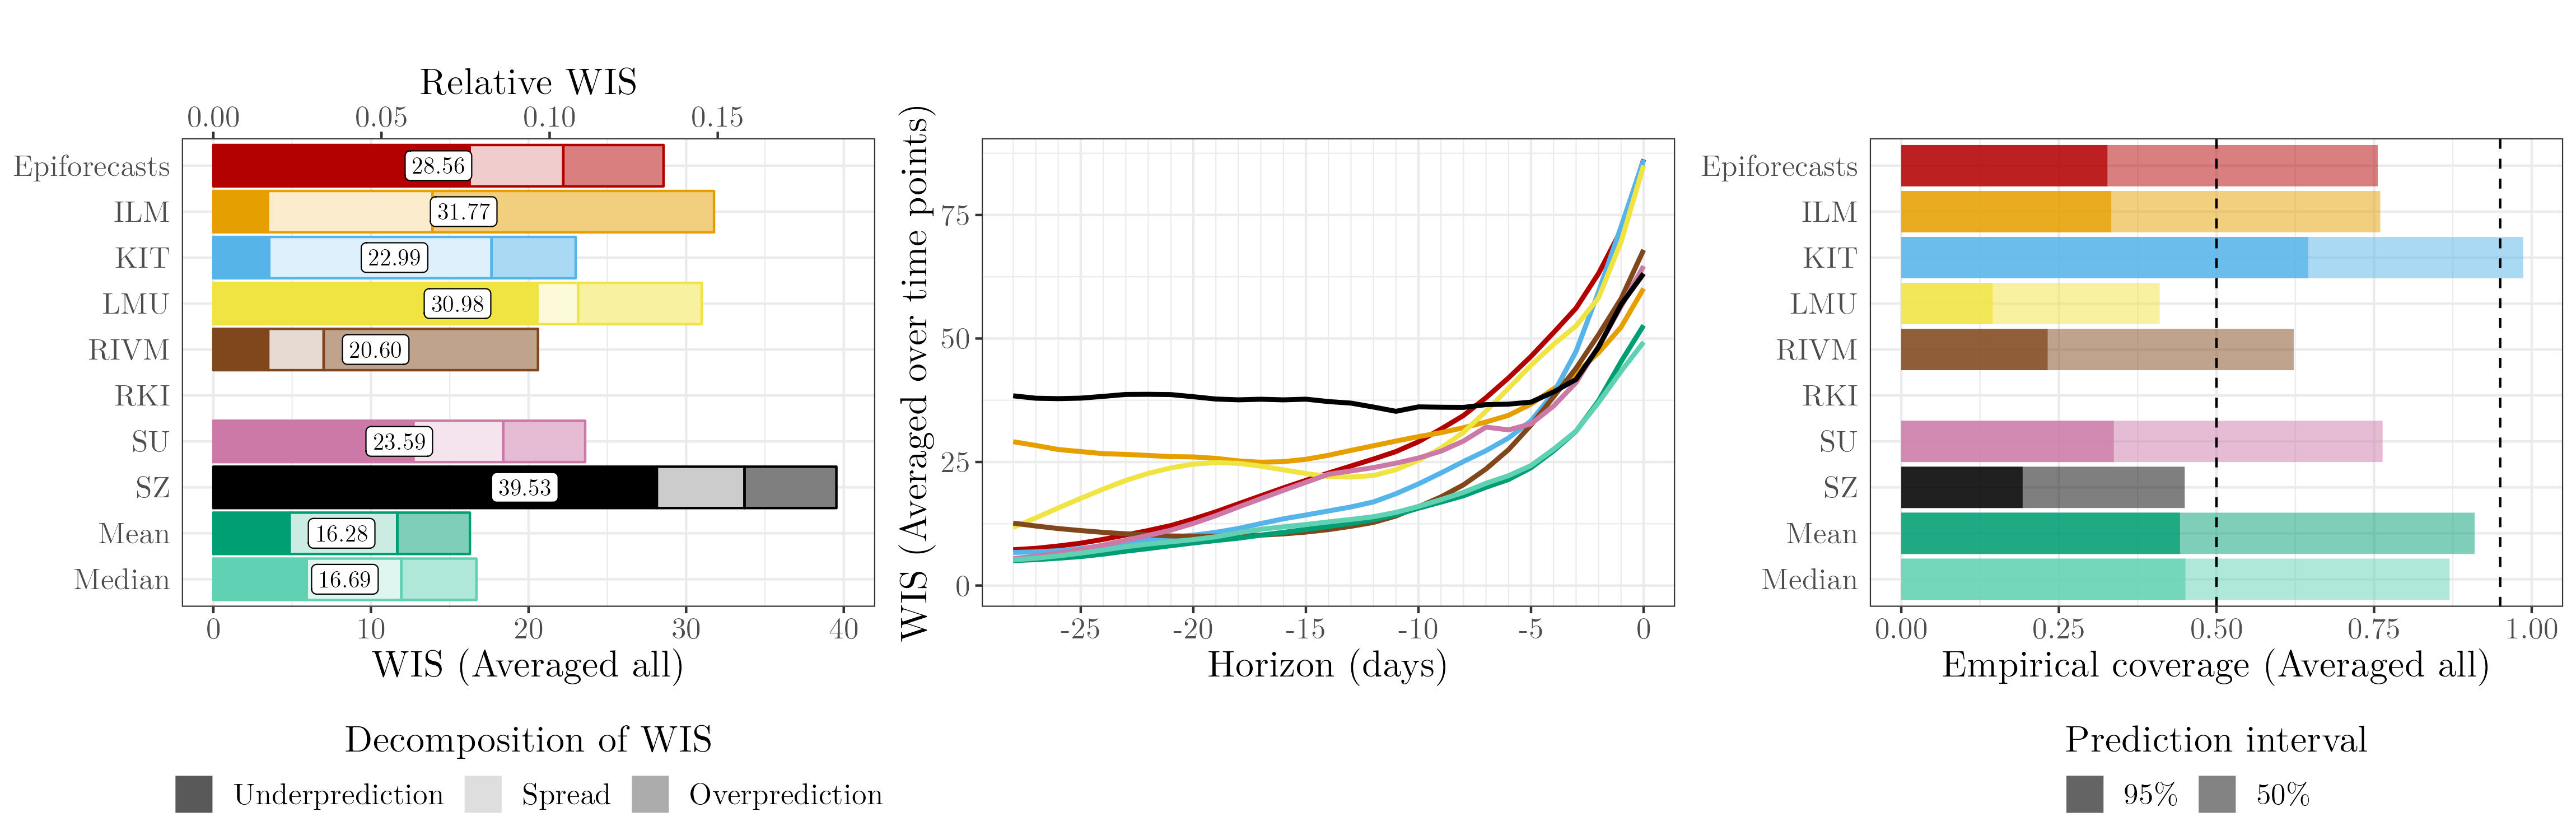 Relative WIS
0.00 0.05 0.10 0.15
Epiforecasts 28.56
ILM 31.77
KIT 22.99
LMU 30.98
RIVM 20.60
RKI
SU 23.59
SZ 39.53
Mean 16.28
Median 16.69
0 10 20 30 40
WIS (Averaged all)
Decomposition of WIS
Underprediction Spread Overprediction
WIS (Averaged over time points)
75
50
25
0
-25 -20 -15 -10 -5 0
Horizon (days)
Epiforecasts
ILM
KIT
LMU
RIVM
RKI
SU
SZ
Mean
Median
0.00 0.25 0.50 0.75 1.00
Empirical coverage (Averaged all)
Prediction interval
95% 50%